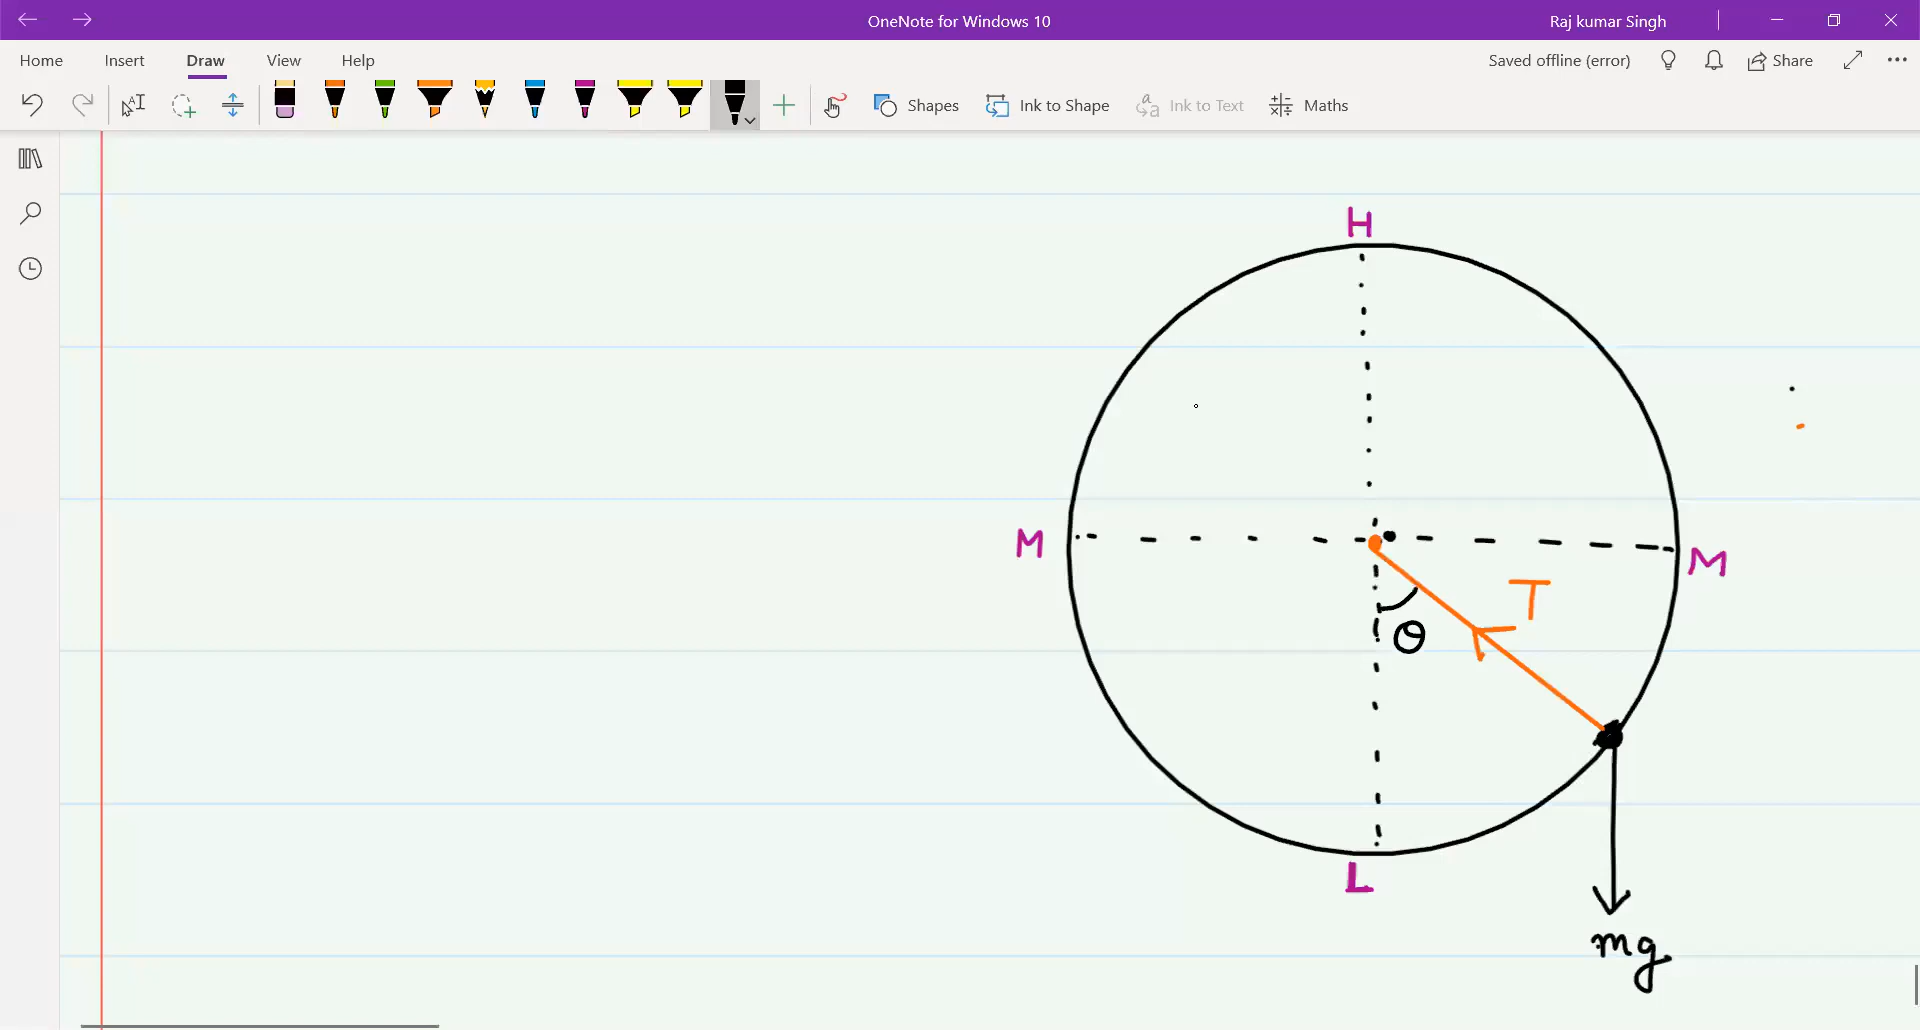 OneNote for Windows 10
Raj kumar Singh
Home Insert Draw View Help
Saved offline (error)
Share
Shapes
Ink to Shape
Ink to Text
Maths
H
M
M
T
θ
L
mg